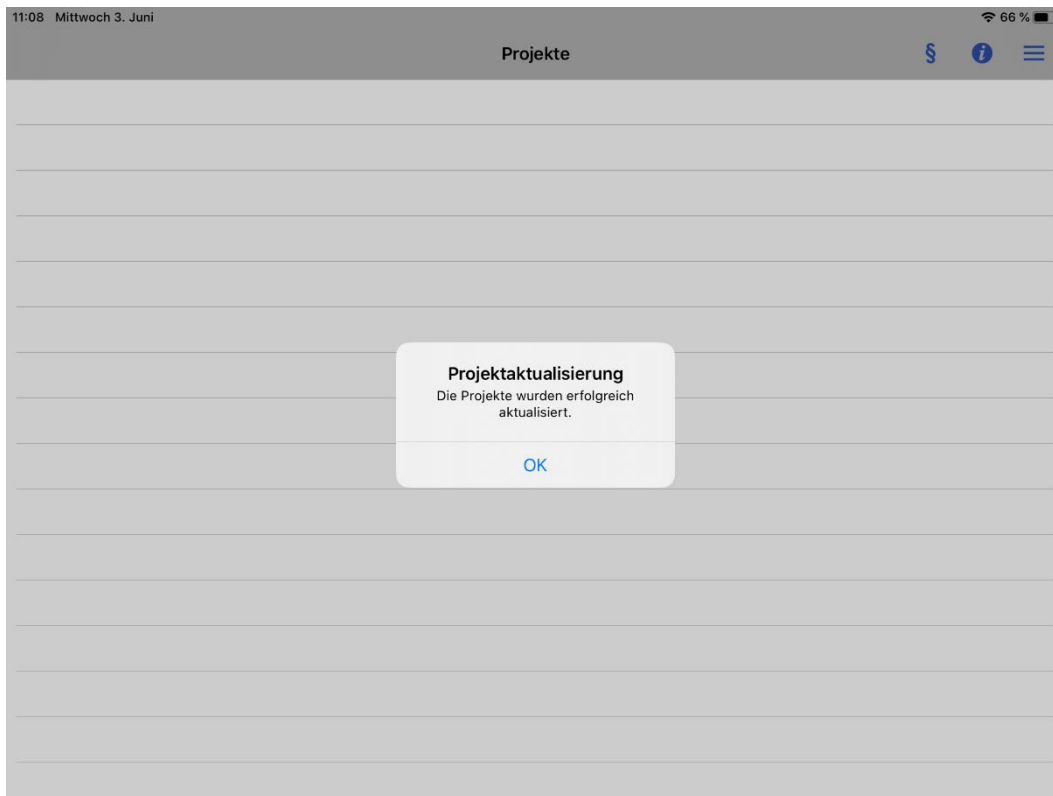 11:08 Mittwoch 3. Juni 66 %
Projekte § i
Projektaktualisierung
Die Projekte wurden erfolgreich
aktualisiert.
OK